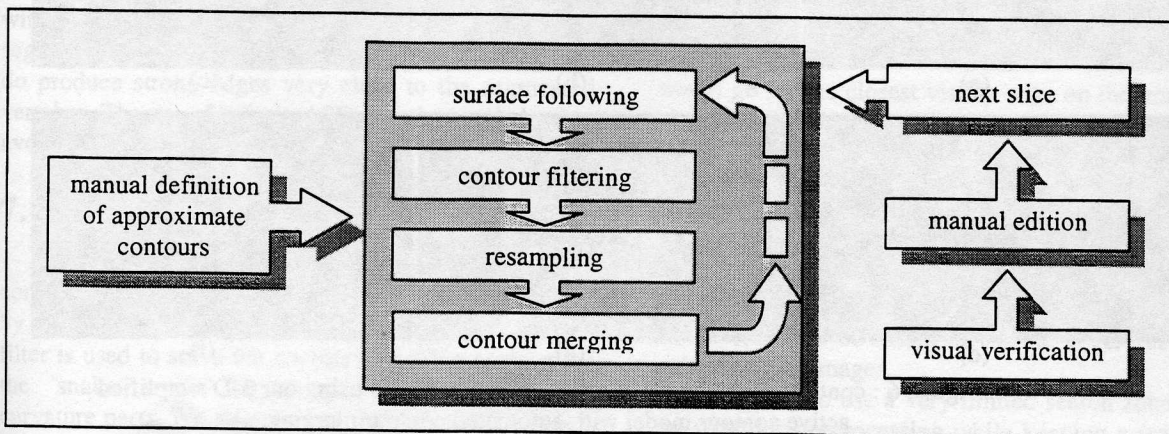 surface following
next slice
manual definition
of approximate
contours
contour filtering
manual edition
resampling
contour merging
visual verification